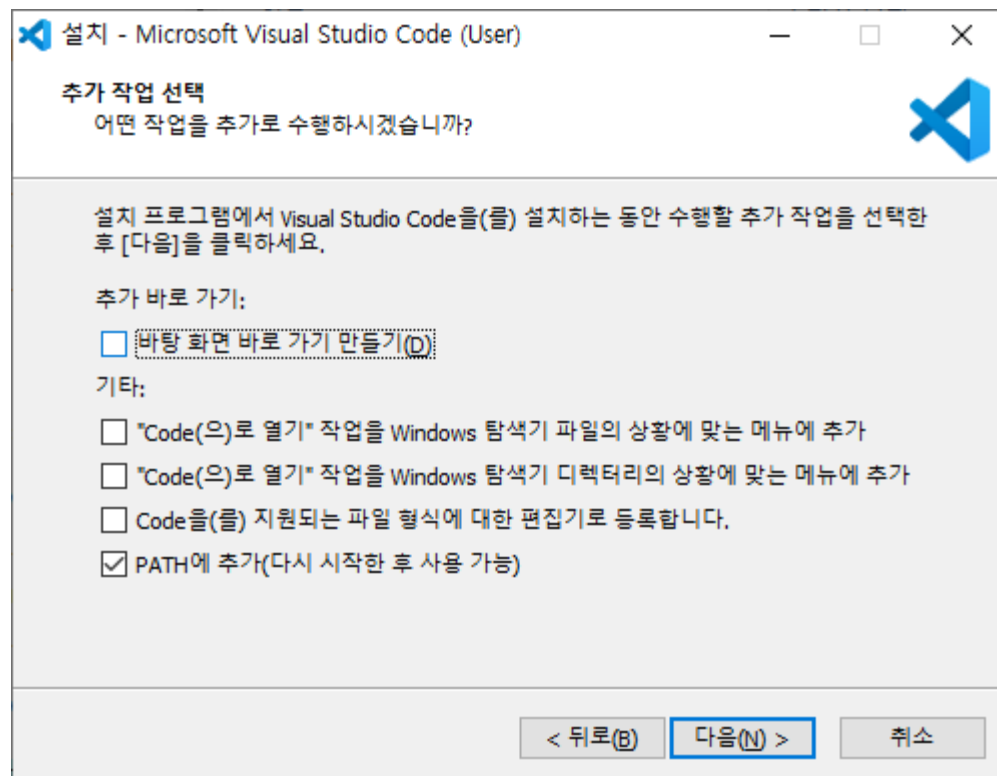 설치 - Microsoft Visual Studio Code (User)
추가 작업 선택
어떤 작업을 추가로 수행하시겠습니까?
설치 프로그램에서 Visual Studio Code을(를) 설치하는 동안 수행할 추가 작업을 선택한
후 [다음]을 클릭하세요.
추가 바로 가기:
바탕 화면 바로 가기 만들기(D)
기타:
"Code(으)로 열기" 작업을 Windows 탐색기 파일의 상황에 맞는 메뉴에 추가
"Code(으)로 열기" 작업을 Windows 탐색기 디렉터리의 상황에 맞는 메뉴에 추가
Code을(를) 지원되는 파일 형식에 대한 편집기로 등록합니다.
PATH에 추가(다시 시작한 후 사용 가능)
< 뒤로(B) 다음(N) > 취소